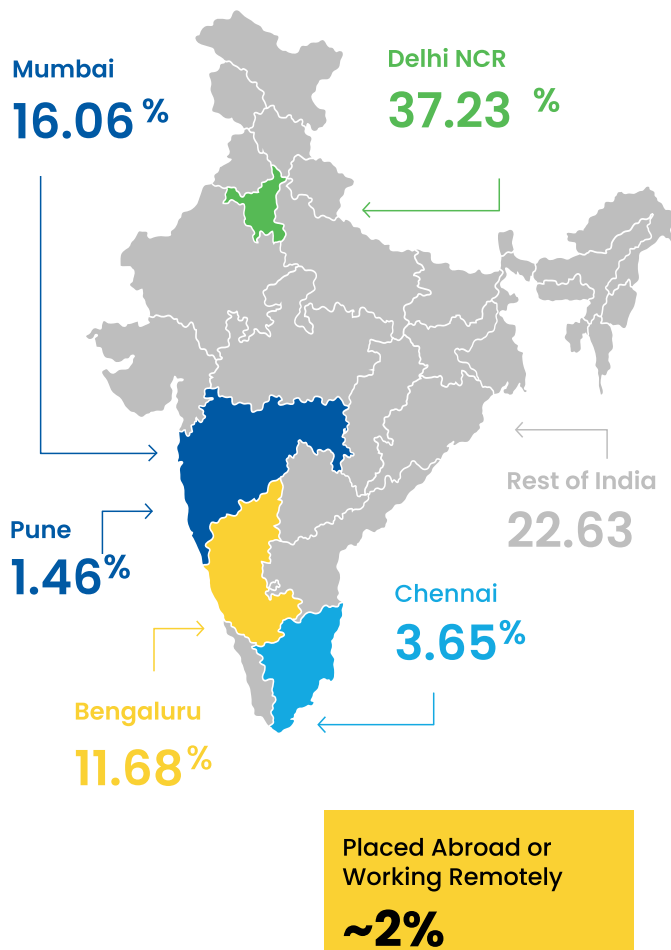 Mumbai
16.06 %
Delhi NCR
37.23 %
Rest of India
22.63
Pune
1.46%
Chennai
3.65%
Bengaluru
11.68%
Placed Abroad or
Working Remotely
~2%